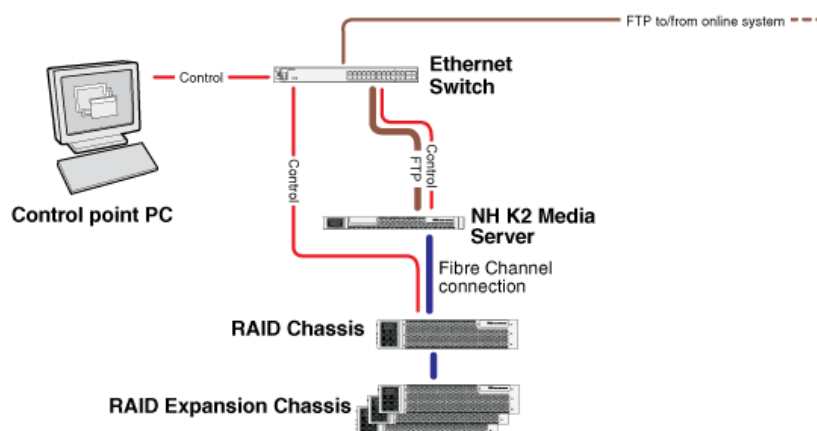 FTP to/from online system
Ethernet
Switch
Control
Control point PC
Control
FTP
Control
NH K2 Media
Server
Fibre Channel
connection
RAID Chassis
RAID Expansion Chassis